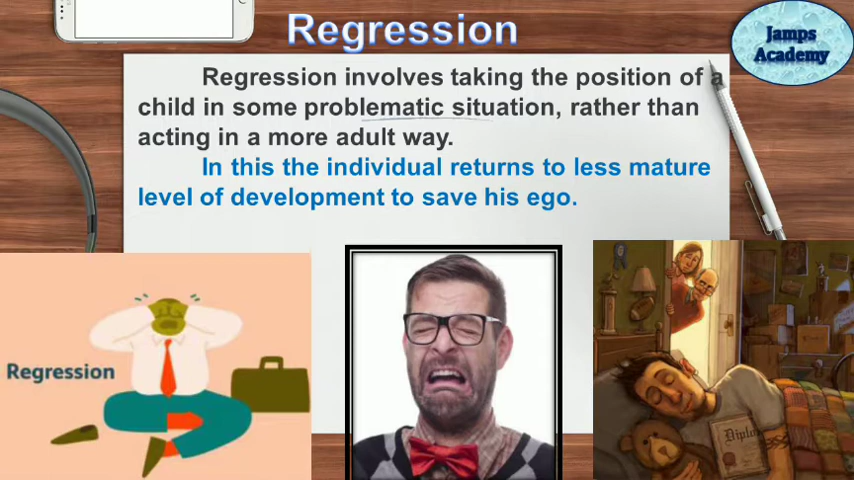 Regression
Jamps
Academy
Regression involves taking the position of a
child in some problematic situation, rather than
acting in a more adult way.
In this the individual returns to less mature
level of development to save his ego.
Regression
Diplo